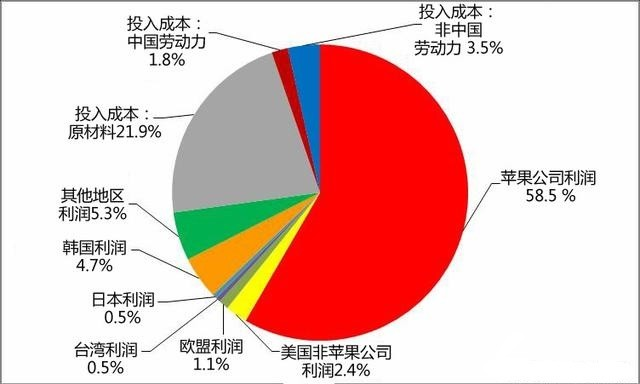 投入成本：
中国劳动力
1.8%
投入成本：
非中国
劳动力 3.5%
投入成本：
原材料21.9%
苹果公司利润
58.5 %
其他地区
利润5.3%
韩国利润
4.7%
日本利润
0.5%
台湾利润
0.5%
欧盟利润
1.1%
美国非苹果公司
利润2.4%